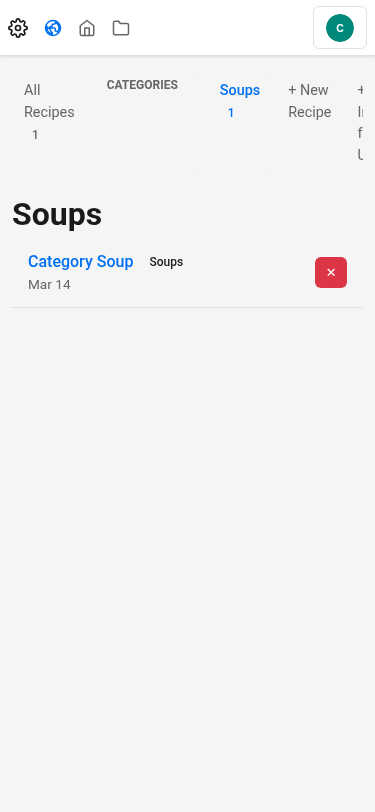 C
All
Recipes
1
CATEGORIES
Soups
1
+ New
Recipe
+
f
Soups
Category Soup
Soups
Mar 14